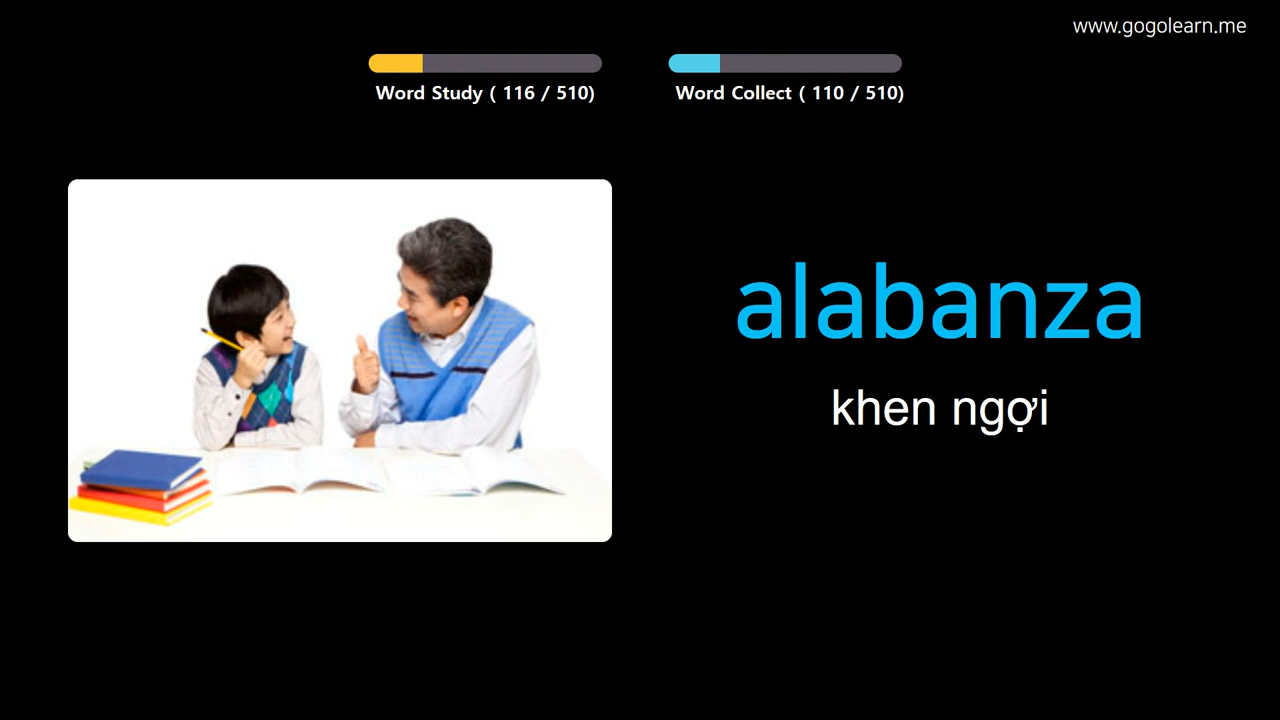 www.gogolearn.me
Word Study ( 116 / 510)
Word Collect ( 110 / 510)
alabanza
khen ngợi